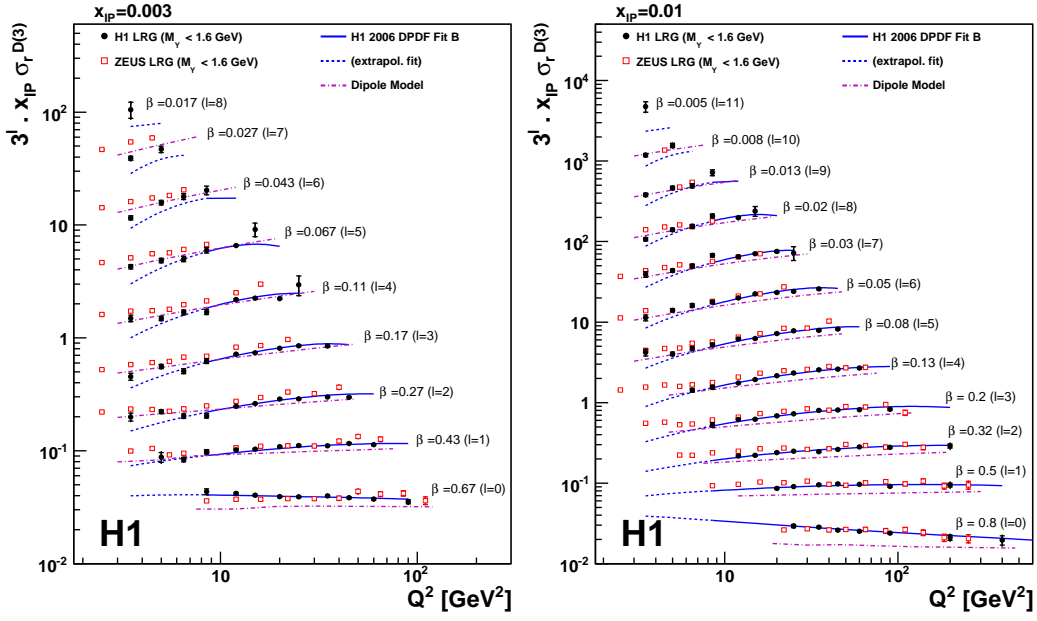 x_IP=0.003
3^l · x_IP σ_r^D(3)
H1 LRG (M_Y < 1.6 GeV)
ZEUS LRG (M_Y < 1.6 GeV)
H1 2006 DPDF Fit B
(extrapol. fit)
Dipole Model
β =0.017 (l=8)
β =0.027 (l=7)
β =0.043 (l=6)
β =0.067 (l=5)
β =0.11 (l=4)
β =0.17 (l=3)
β =0.27 (l=2)
β =0.43 (l=1)
β =0.67 (l=0)
10^2
10
1
10^-1
10^-2
H1
10
10^2
Q^2 [GeV^2]
x_IP=0.01
3^l · x_IP σ_r^D(3)
H1 LRG (M_Y < 1.6 GeV)
ZEUS LRG (M_Y < 1.6 GeV)
H1 2006 DPDF Fit B
(extrapol. fit)
Dipole Model
β =0.005 (l=11)
β =0.008 (l=10)
β =0.013 (l=9)
β =0.02 (l=8)
β =0.03 (l=7)
β =0.05 (l=6)
β =0.08 (l=5)
β =0.13 (l=4)
β =0.2 (l=3)
β =0.32 (l=2)
β =0.5 (l=1)
β =0.8 (l=0)
10^4
10^3
10^2
10
1
10^-1
10^-2
H1
10
10^2
Q^2 [GeV^2]